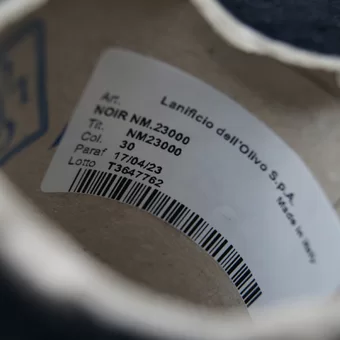 Lanificio dell'Olivo S.p.A.
Made in Italy
Art.
NOIR NM.23000
Tit. NM23000
Col. 30
Paraf 17/04/23
Lotto T3647762